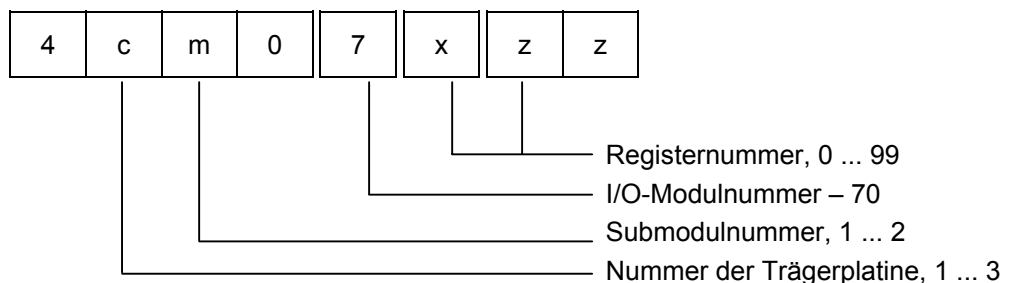 4 c m 0 7 x z z
Registernummer, 0 ... 99
I/O-Modulnummer – 70
Submodulnummer, 1 ... 2
Nummer der Trägerplatine, 1 ... 3